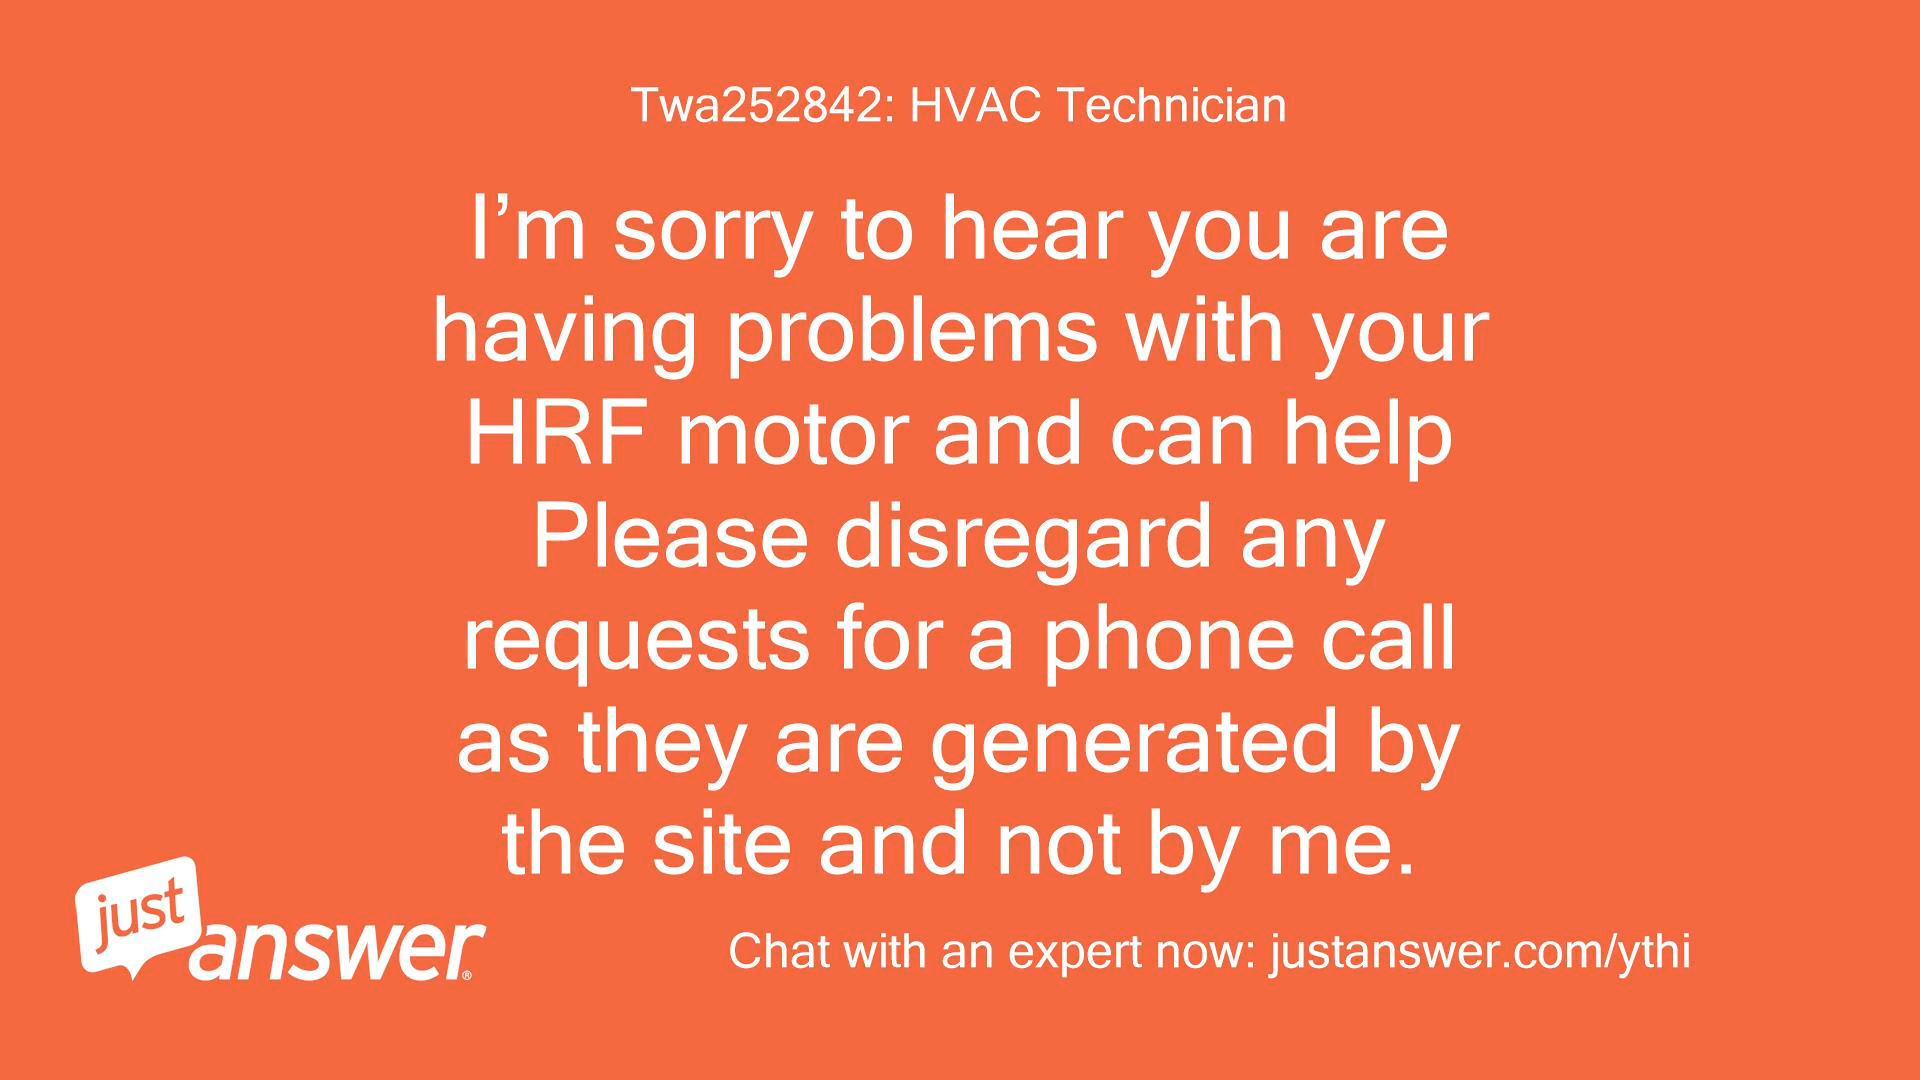 Twa252842: HVAC Technician
I’m sorry to hear you are
having problems with your
HRF motor and can help
Please disregard any
requests for a phone call
as they are generated by
the site and not by me.
just
answer®
Chat with an expert now: justanswer.com/ythi